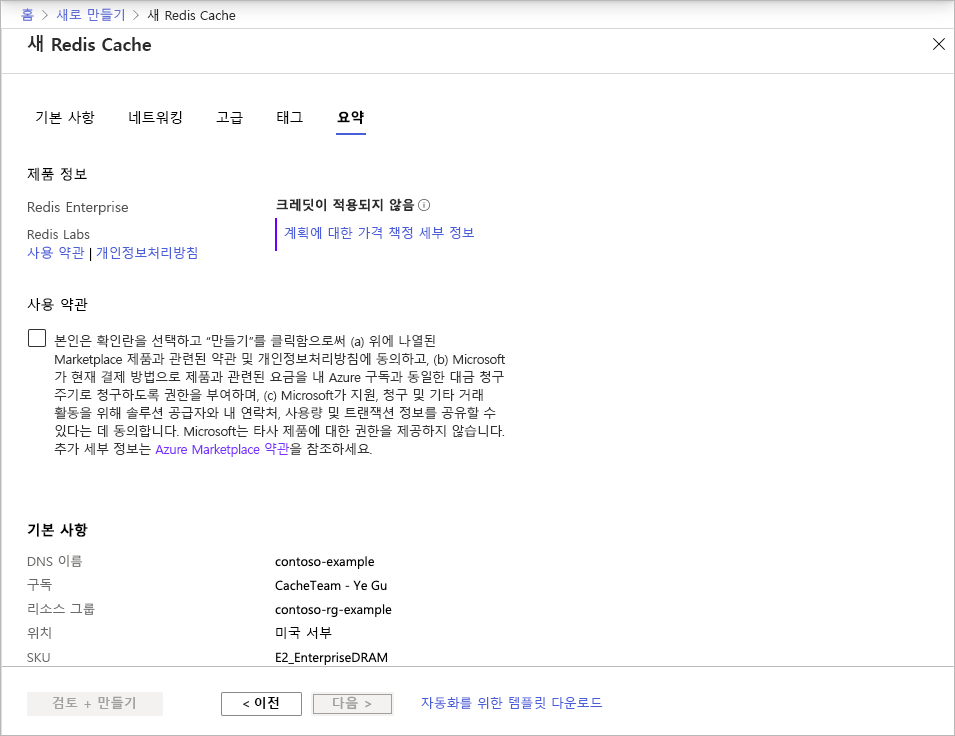 홈 > 새로 만들기 > 새 Redis Cache
새 Redis Cache
기본 사항 네트워킹 고급 태그 요약
제품 정보
Redis Enterprise
크레딧이 적용되지 않음
Redis Labs
계획에 대한 가격 책정 세부 정보
사용 약관 | 개인정보처리방침
사용 약관
본인은 확인란을 선택하고 “만들기”를 클릭함으로써 (a) 위에 나열된
Marketplace 제품과 관련된 약관 및 개인정보처리방침에 동의하고, (b) Microsoft
가 현재 결제 방법으로 제품과 관련된 요금을 내 Azure 구독과 동일한 대금 청구
주기로 청구하도록 권한을 부여하며, (c) Microsoft가 지원, 청구 및 기타 거래
활동을 위해 솔루션 공급자와 내 연락처, 사용량 및 트랜잭션 정보를 공유할 수
있다는 데 동의합니다. Microsoft는 타사 제품에 대한 권한을 제공하지 않습니다.
추가 세부 정보는 Azure Marketplace 약관을 참조하세요.
기본 사항
DNS 이름 contoso-example
구독 CacheTeam - Ye Gu
리소스 그룹 contoso-rg-example
위치 미국 서부
SKU E2_EnterpriseDRAM
검토 + 만들기 < 이전 다음 > 자동화를 위한 템플릿 다운로드